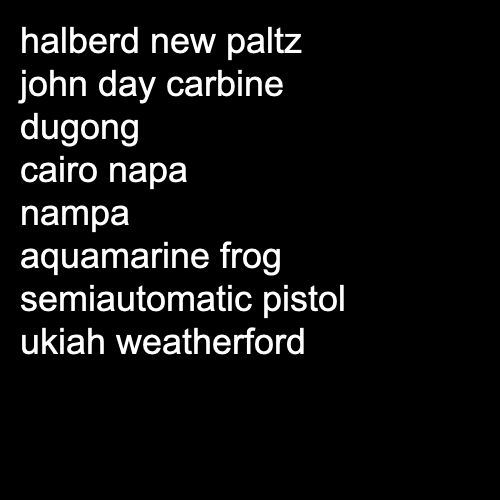 halberd new paltz
john day carbine
dugong
cairo napa
nampa
aquamarine frog
semiautomatic pistol
ukiah weatherford